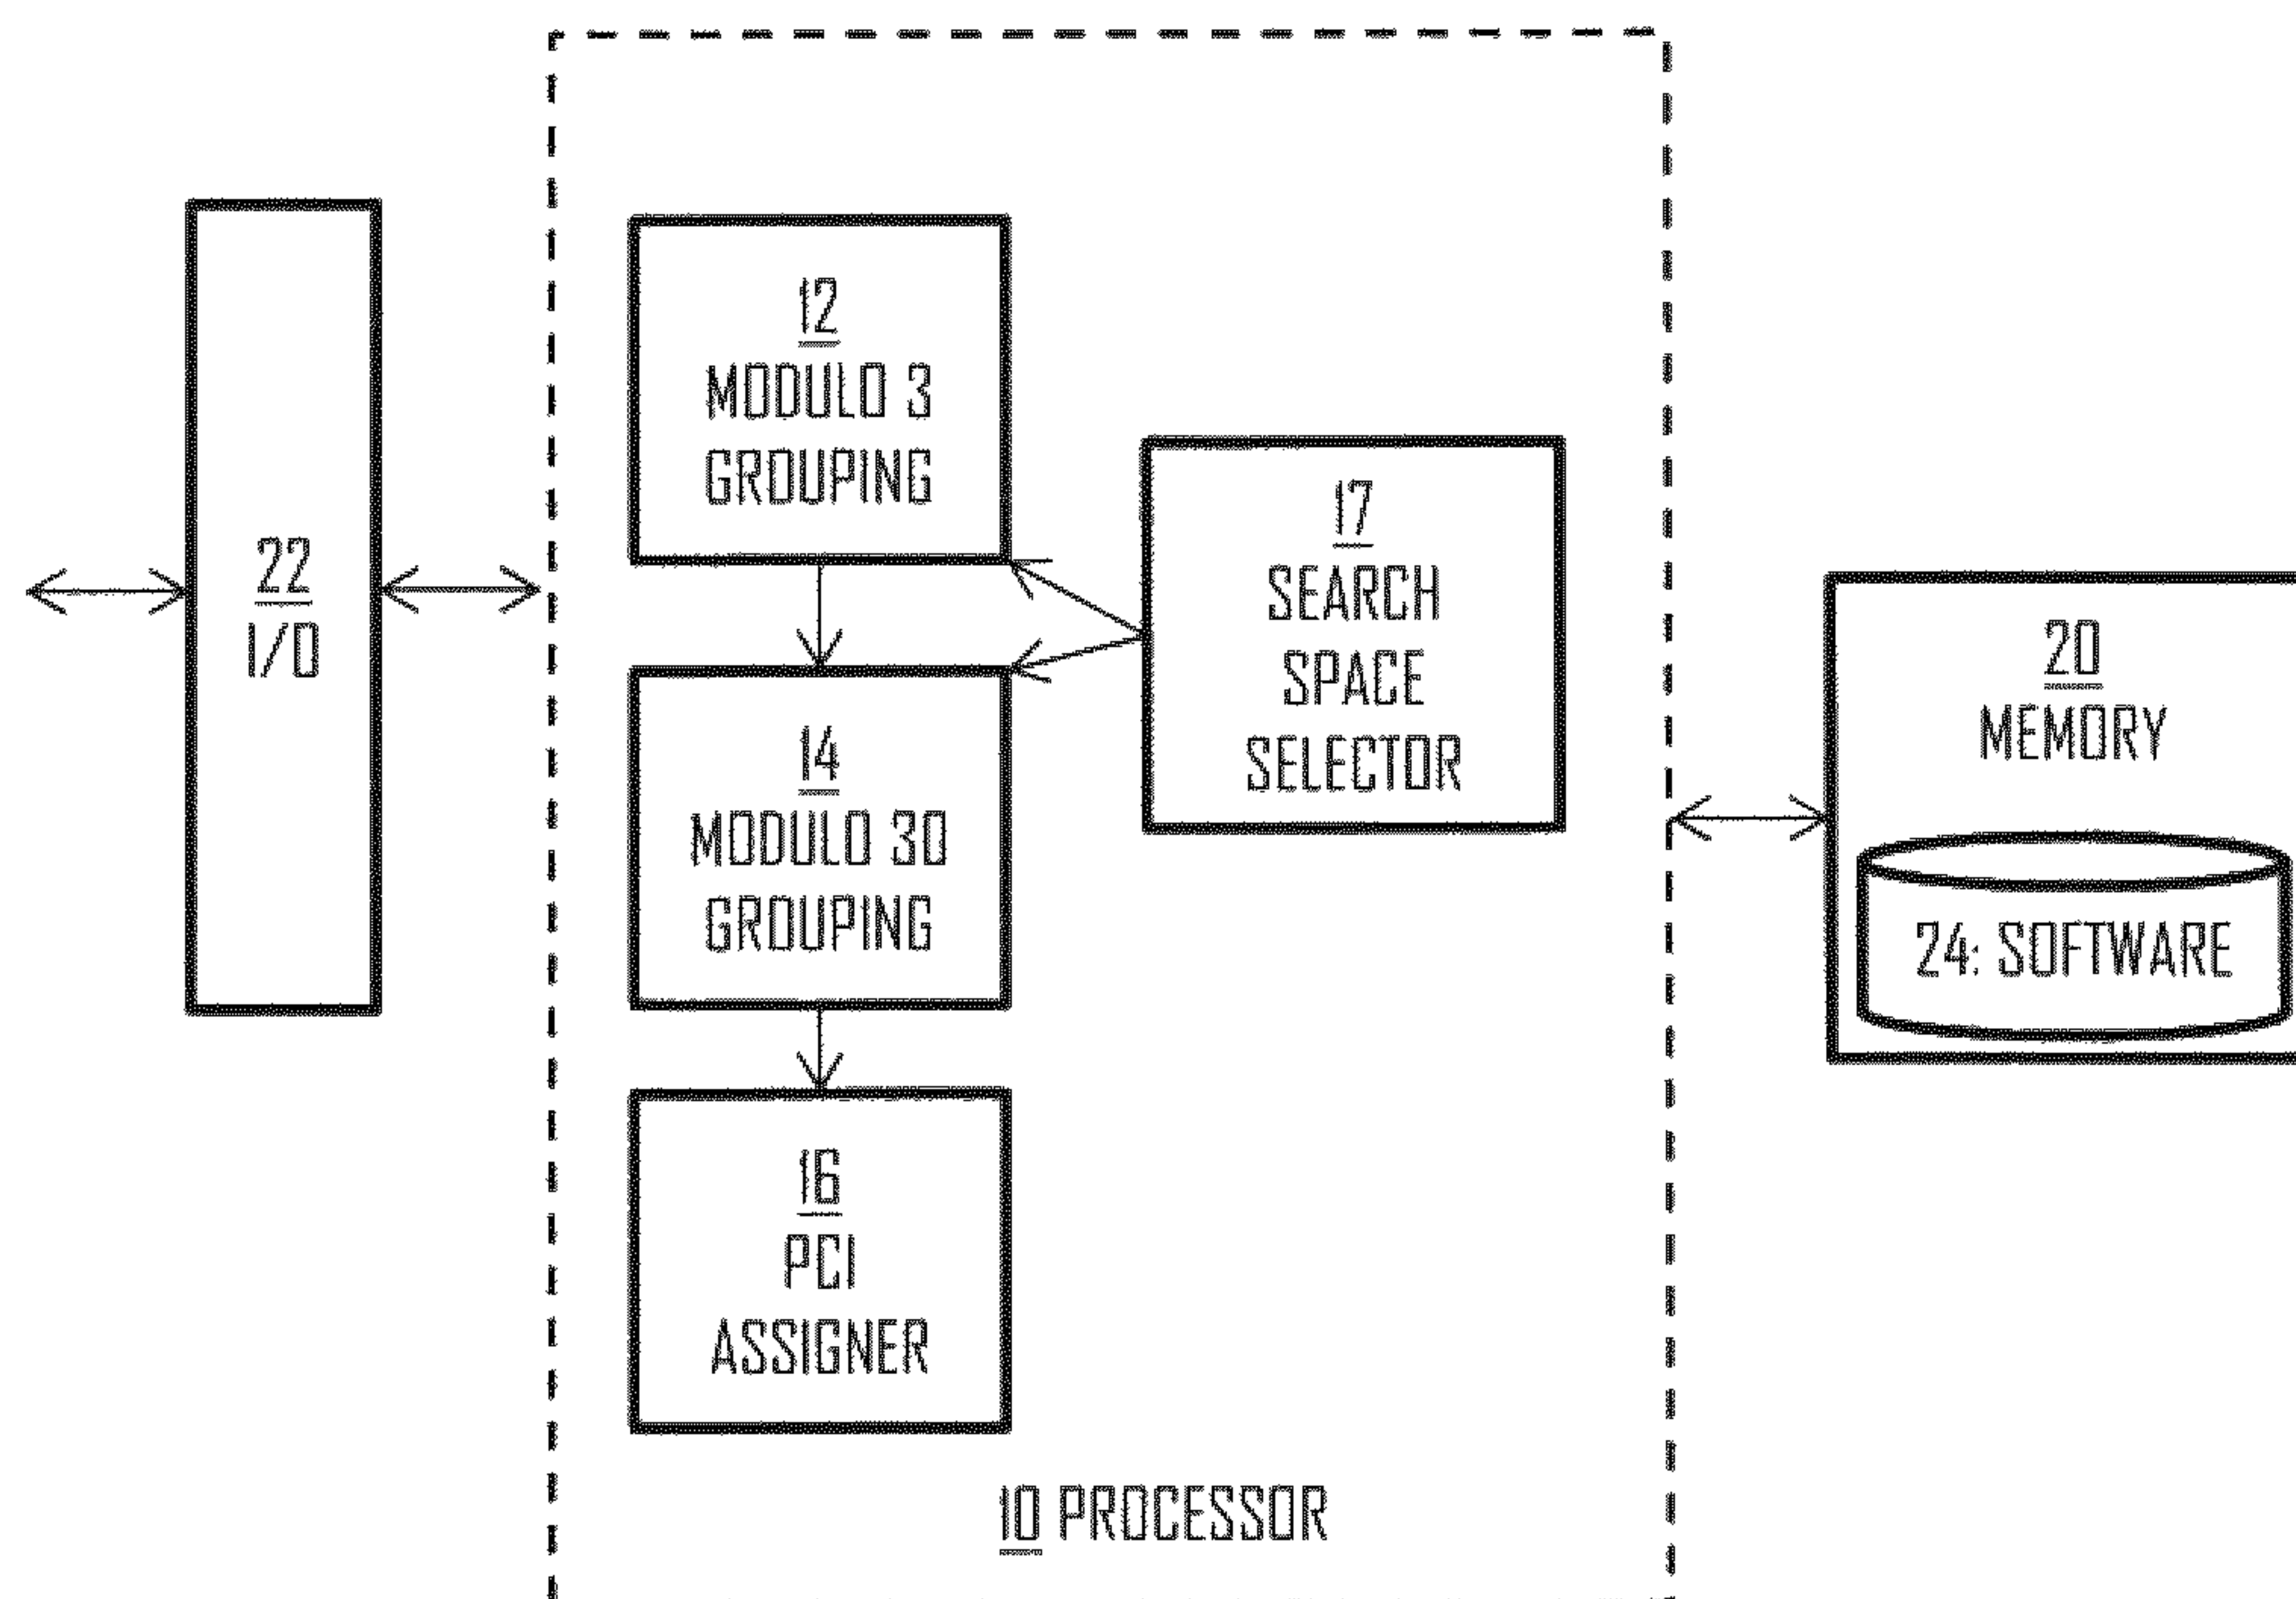 12
MODULO 3
GROUPING
22
I/O
17
SEARCH
SPACE
SELECTOR
14
MODULO 30
GROUPING
20
MEMORY
24: SOFTWARE
16
PCI
ASSIGNER
10 PROCESSOR